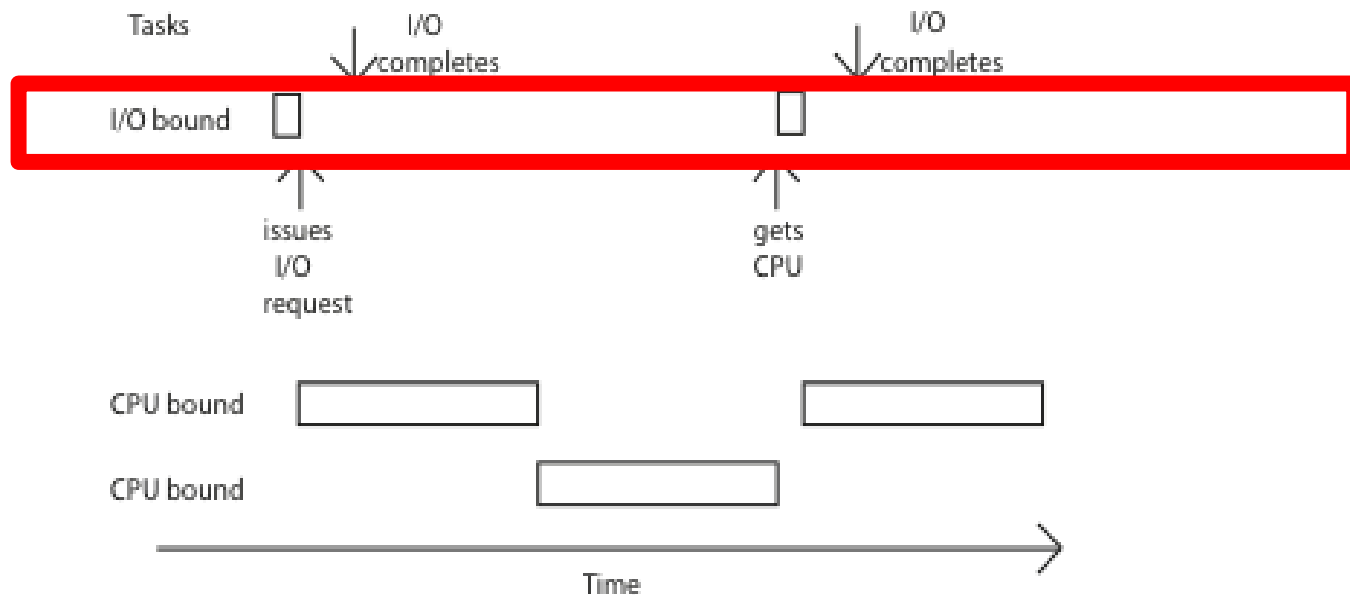 Tasks
I/O
completes
I/O
completes
I/O bound
issues
I/O
request
gets
CPU
CPU bound
CPU bound
Time